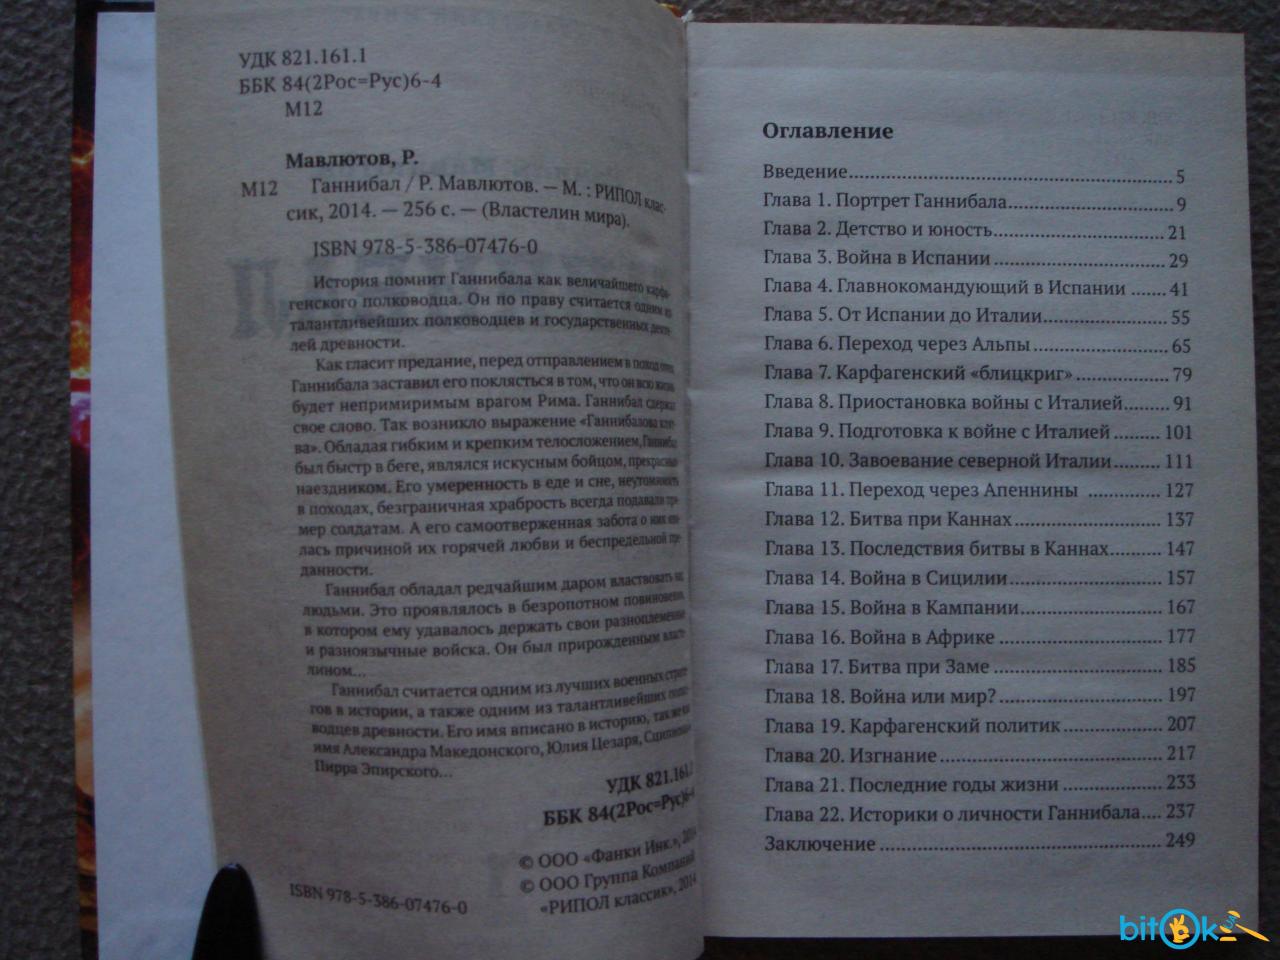 УДК 821.161.1
ББК 84(2Рос=Рус)6-4
М12
Мавлютов, Р.
М12 Ганнибал / Р. Мавлютов. — М. : РИПОЛ клас-
сик, 2014. — 256 с. — (Властелин мира).
ISBN 978-5-386-07476-0
История помнит Ганнибала как величайшего карфа-
генского полководца. Он по праву считается одним из
талантливейших полководцев и государственных деяте-
лей древности.
Как гласит предание, перед отправлением в поход отец
Ганнибала заставил его поклясться в том, что он всю жизнь
будет непримиримым врагом Рима. Ганнибал сдержал
свое слово. Так возникло выражение «Ганнибалова клят-
ва». Обладая гибким и крепким телосложением, Ганнибал
был быстр в беге, являлся искусным бойцом, прекрасным
наездником. Его умеренность в еде и сне, неутомимость
в походах, безграничная храбрость всегда подавали при-
мер солдатам. А его самоотверженная забота о них яви-
лась причиной их горячей любви и беспредельной пре-
данности.
Ганнибал обладал редчайшим даром властвовать над
людьми. Это проявлялось в безропотном повиновении,
в котором ему удавалось держать свои разноплеменные
и разноязычные войска. Он был прирожденным власте-
лином...
Ганнибал считается одним из лучших военных страте-
гов в истории, а также одним из талантливейших полко-
водцев древности. Его имя вписано в историю, так же как
имя Александра Македонского, Юлия Цезаря, Сципиона,
Пирра Эпирского...
УДК 821.161.1
ББК 84(2Рос=Рус)6-4
© ООО «Фанки Инк.», 2014
© ООО Группа Компаний
«РИПОЛ классик», 2014
ISBN 978-5-386-07476-0
Оглавление
Введение.......... 5
Глава 1. Портрет Ганнибала.......... 9
Глава 2. Детство и юность.......... 21
Глава 3. Война в Испании .......... 29
Глава 4. Главнокомандующий в Испании ...... 41
Глава 5. От Испании до Италии.......... 55
Глава 6. Переход через Альпы .......... 65
Глава 7. Карфагенский «блицкриг» .......... 79
Глава 8. Приостановка войны с Италией........ 91
Глава 9. Подготовка к войне с Италией ......... 101
Глава 10. Завоевание северной Италии ......... 111
Глава 11. Переход через Апеннины .......... 127
Глава 12. Битва при Каннах .......... 137
Глава 13. Последствия битвы в Каннах.......... 147
Глава 14. Война в Сицилии .......... 157
Глава 15. Война в Кампании.......... 167
Глава 16. Война в Африке .......... 177
Глава 17. Битва при Заме .......... 185
Глава 18. Война или мир? .......... 197
Глава 19. Карфагенский политик .......... 207
Глава 20. Изгнание .......... 217
Глава 21. Последние годы жизни .......... 233
Глава 22. Историки о личности Ганнибала.... 237
Заключение .......... 249
bitok